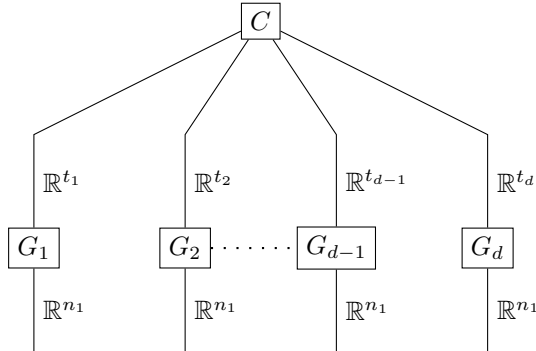 C
ℝ^{t_1} ℝ^{t_2} ℝ^{t_{d−1}} ℝ^{t_d}
G_1 G_2 G_{d−1} G_d
ℝ^{n_1} ℝ^{n_1} ℝ^{n_1} ℝ^{n_1}